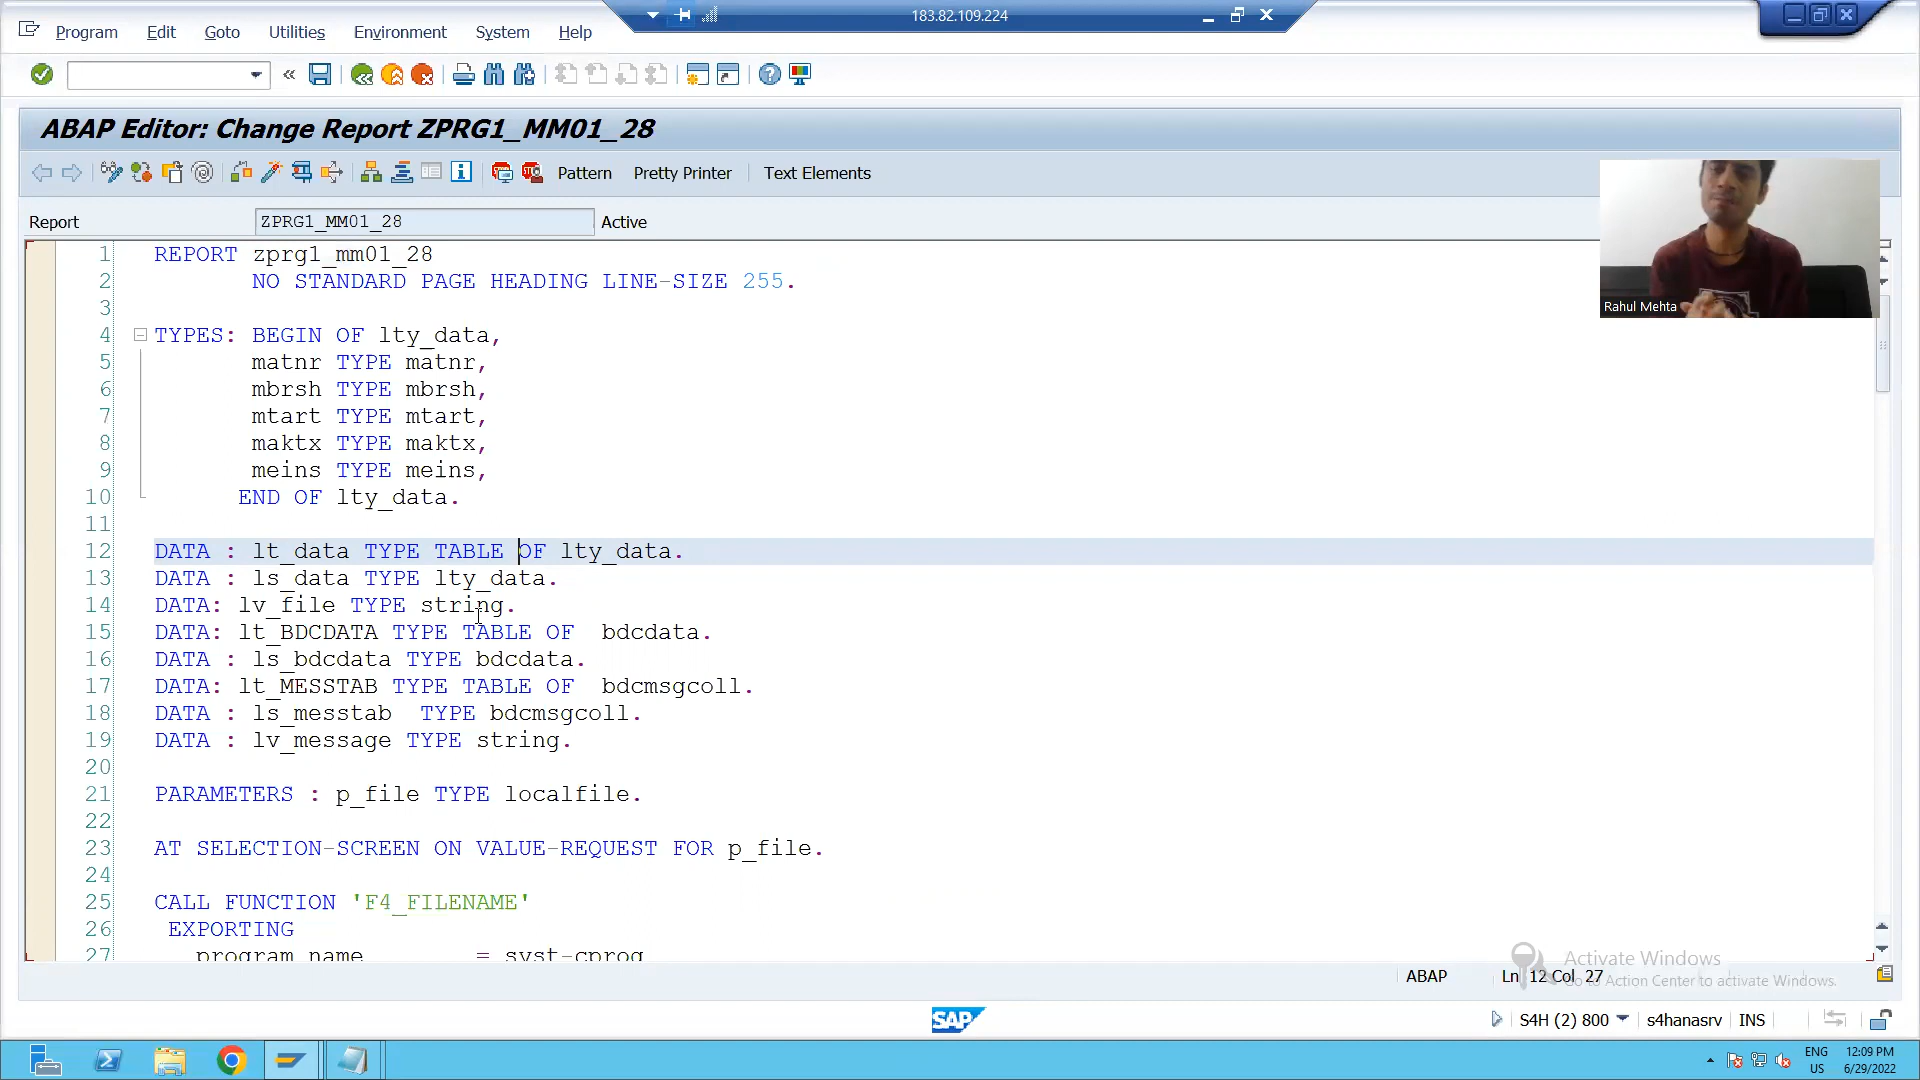 183.82.109.224
Program Edit Goto Utilities Environment System Help
ABAP Editor: Change Report ZPRG1_MM01_28
Pattern Pretty Printer Text Elements
Report ZPRG1_MM01_28 Active
Rahul Mehta
1 REPORT zprg1_mm01_28
2 NO STANDARD PAGE HEADING LINE-SIZE 255.
3
4 TYPES: BEGIN OF lty_data,
5 matnr TYPE matnr,
6 mbrsh TYPE mbrsh,
7 mtart TYPE mtart,
8 maktx TYPE maktx,
9 meins TYPE meins,
10 END OF lty_data.
11
12 DATA : lt_data TYPE TABLE OF lty_data.
13 DATA : ls_data TYPE lty_data.
14 DATA: lv_file TYPE string.
15 DATA: lt_BDCDATA TYPE TABLE OF bdcdata.
16 DATA : ls_bdcdata TYPE bdcdata.
17 DATA: lt_MESSTAB TYPE TABLE OF bdcmsgcoll.
18 DATA : ls_messtab TYPE bdcmsgcoll.
19 DATA : lv_message TYPE string.
20
21 PARAMETERS : p_file TYPE localfile.
22
23 AT SELECTION-SCREEN ON VALUE-REQUEST FOR p_file.
24
25 CALL FUNCTION 'F4_FILENAME'
26 EXPORTING
27 program_name = syst-cprog
Activate Windows
Go to Action Center to activate Windows.
ABAP Ln 12 Col 27
SAP S4H (2) 800 s4hanasrv INS
ENG 12:09 PM
US 6/29/2022